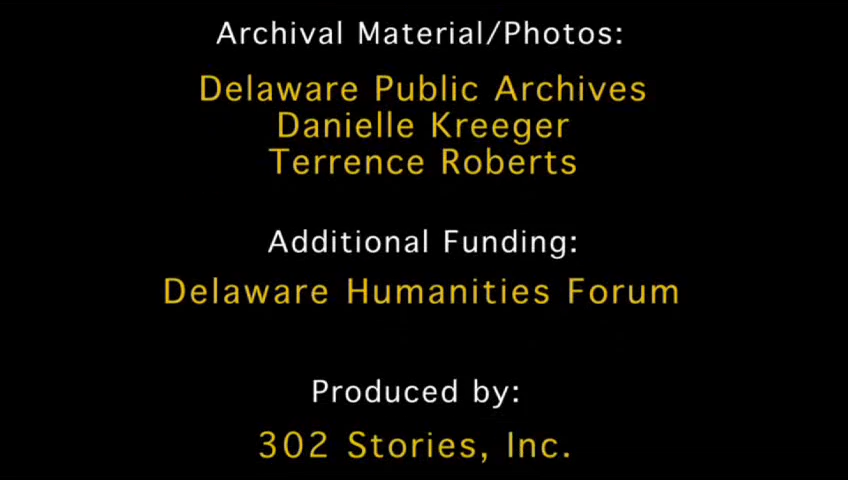 Archival Material/Photos:
Delaware Public Archives
Danielle Kreeger
Terrence Roberts
Additional Funding:
Delaware Humanities Forum
Produced by:
302 Stories, Inc.